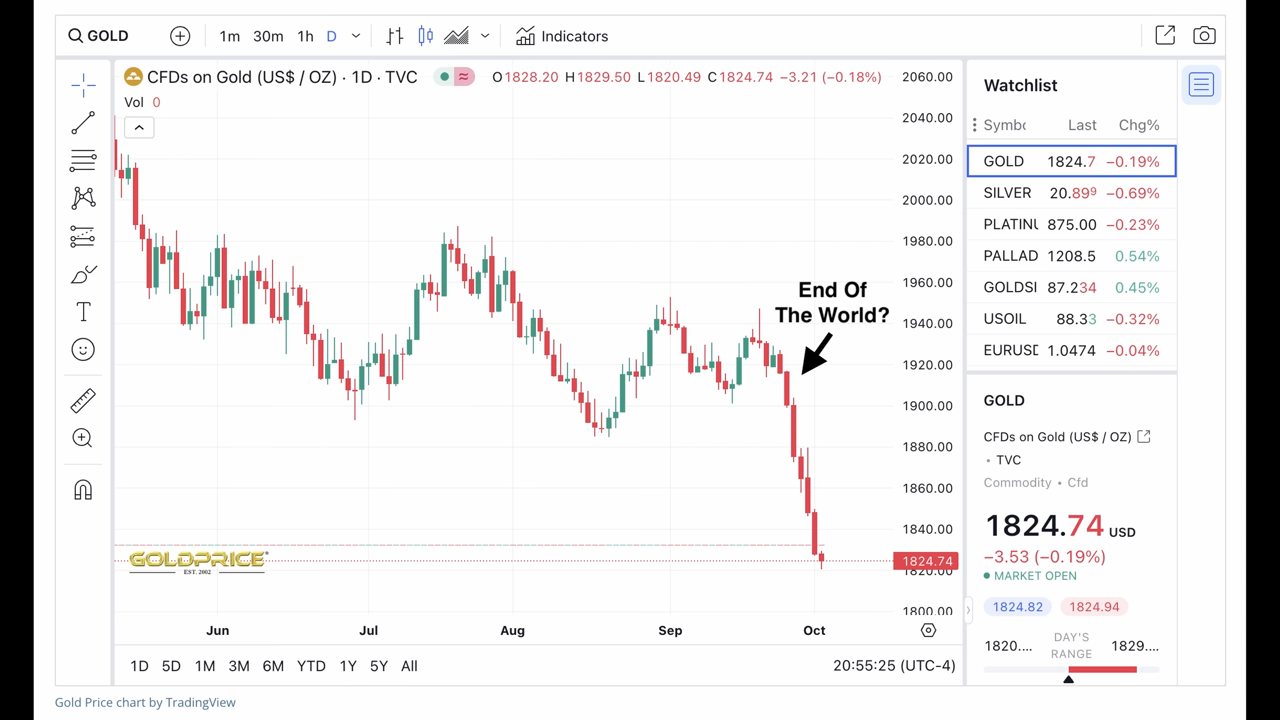 GOLD
1m 30m 1h D Indicators
CFDs on Gold (US$ / OZ) · 1D · TVC
O1828.20 H1829.50 L1820.49 C1824.74 −3.21 (−0.18%)
Vol 0
2060.00
2040.00
2020.00
2000.00
1980.00
1960.00
1940.00
1920.00
1900.00
1880.00
1860.00
1840.00
1824.74
1820.00
1800.00
End Of
The World?
GOLDPRICE
EST. 2002
Jun Jul Aug Sep Oct
1D 5D 1M 3M 6M YTD 1Y 5Y All
20:55:25 (UTC-4)
Watchlist
Symbo Last Chg%
GOLD 1824.7 −0.19%
SILVER 20.899 −0.69%
PLATINU 875.00 −0.23%
PALLAD 1208.5 0.54%
GOLDSI 87.234 0.45%
USOIL 88.33 −0.32%
EURUSD 1.0474 −0.04%
GOLD
CFDs on Gold (US$ / OZ)
• TVC
Commodity • Cfd
1824.74 USD
−3.53 (−0.19%)
MARKET OPEN
1824.82 1824.94
1820.... DAY'S RANGE 1829....
Gold Price chart by TradingView